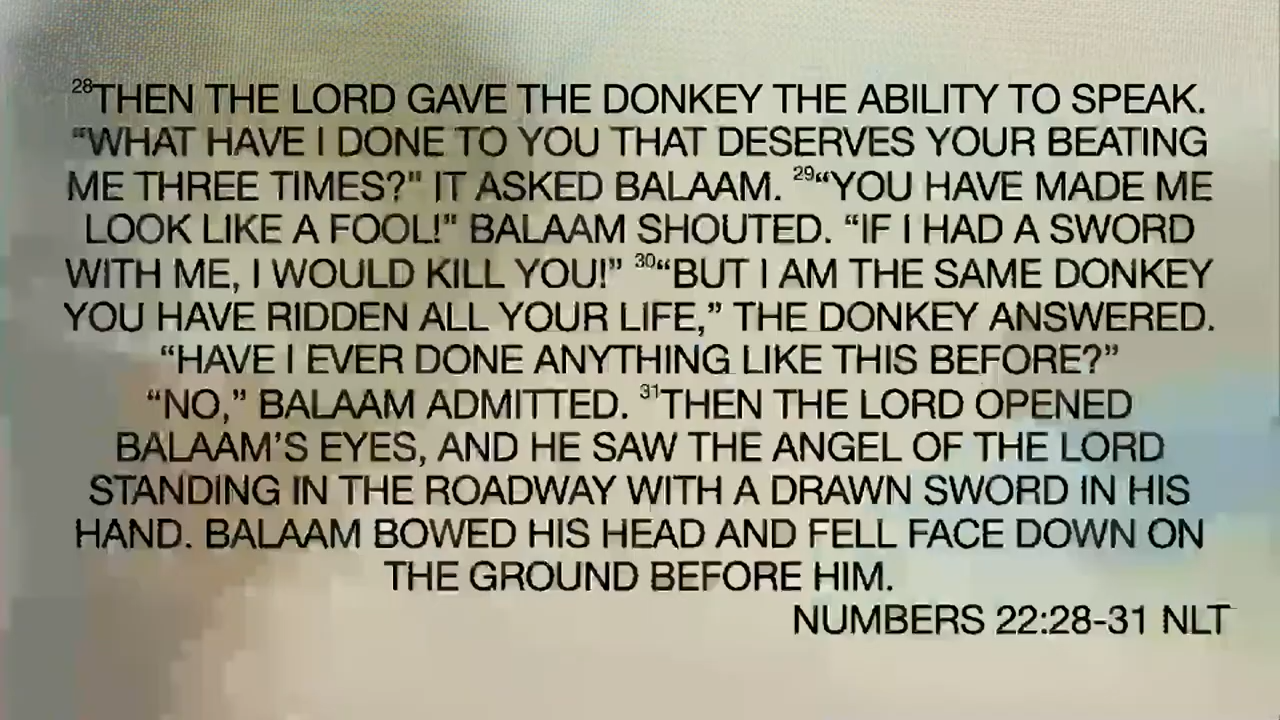 ²⁸THEN THE LORD GAVE THE DONKEY THE ABILITY TO SPEAK.
“WHAT HAVE I DONE TO YOU THAT DESERVES YOUR BEATING
ME THREE TIMES?” IT ASKED BALAAM. ²⁹“YOU HAVE MADE ME
LOOK LIKE A FOOL!” BALAAM SHOUTED. “IF I HAD A SWORD
WITH ME, I WOULD KILL YOU!” ³⁰“BUT I AM THE SAME DONKEY
YOU HAVE RIDDEN ALL YOUR LIFE,” THE DONKEY ANSWERED.
“HAVE I EVER DONE ANYTHING LIKE THIS BEFORE?”
“NO,” BALAAM ADMITTED. ³¹THEN THE LORD OPENED
BALAAM’S EYES, AND HE SAW THE ANGEL OF THE LORD
STANDING IN THE ROADWAY WITH A DRAWN SWORD IN HIS
HAND. BALAAM BOWED HIS HEAD AND FELL FACE DOWN ON
THE GROUND BEFORE HIM.
NUMBERS 22:28-31 NLT